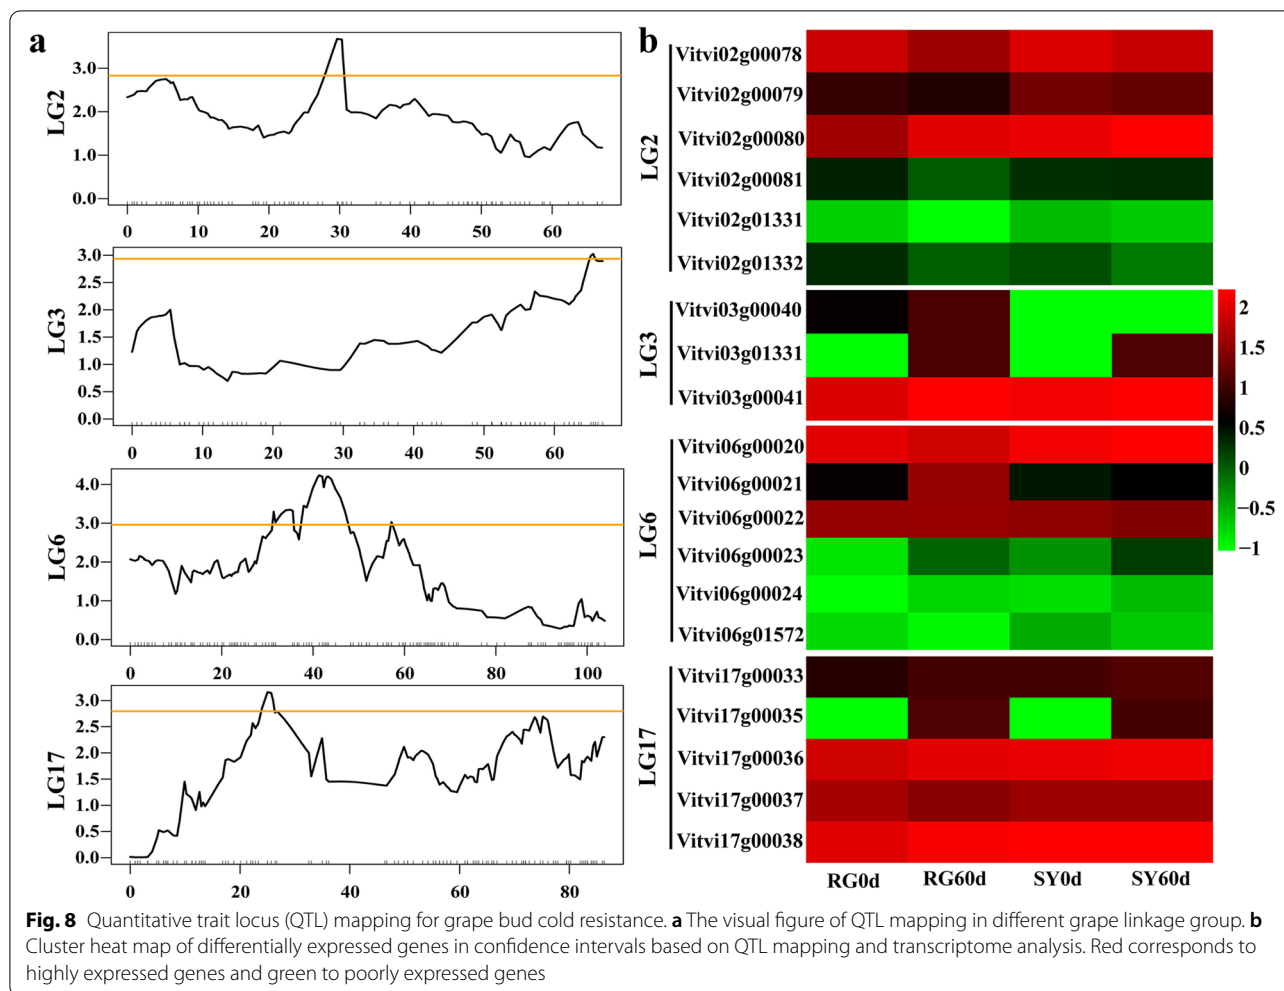 a
LG2
3.0
2.0
1.0
0.0
0 10 20 30 40 50 60
LG3
3.0
2.5
2.0
1.5
1.0
0.5
0.0
0 10 20 30 40 50 60
LG6
4.0
3.0
2.0
1.0
0.0
0 20 40 60 80 100
LG17
3.0
2.5
2.0
1.5
1.0
0.5
0.0
0 20 40 60 80
b
LG2
Vitvi02g00078
Vitvi02g00079
Vitvi02g00080
Vitvi02g00081
Vitvi02g01331
Vitvi02g01332
LG3
Vitvi03g00040
Vitvi03g01331
Vitvi03g00041
LG6
Vitvi06g00020
Vitvi06g00021
Vitvi06g00022
Vitvi06g00023
Vitvi06g00024
Vitvi06g01572
LG17
Vitvi17g00033
Vitvi17g00035
Vitvi17g00036
Vitvi17g00037
Vitvi17g00038
RG0d RG60d SY0d SY60d
2
1.5
1
0.5
0
−0.5
−1
Fig. 8 Quantitative trait locus (QTL) mapping for grape bud cold resistance. a The visual figure of QTL mapping in different grape linkage group. b
Cluster heat map of differentially expressed genes in confidence intervals based on QTL mapping and transcriptome analysis. Red corresponds to
highly expressed genes and green to poorly expressed genes